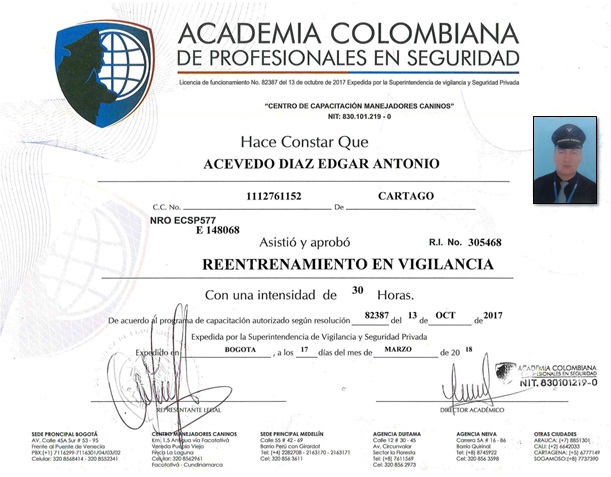 ACADEMIA COLOMBIANA
DE PROFESIONALES EN SEGURIDAD
Licencia de funcionamiento No. 82387 del 13 de octubre de 2017 Expedida por la Superintendencia de vigilancia y Seguridad Privada
"CENTRO DE CAPACITACIÓN MANEJADORES CANINOS"
NIT: 830.101.219 - 0
Hace Constar Que
ACEVEDO DIAZ EDGAR ANTONIO
C.C. No. 1112761152 De CARTAGO
NRO ECSP577
E 148068
Asistió y aprobó R.I. No. 305468
REENTRENAMIENTO EN VIGILANCIA
Con una intensidad de 30 Horas.
De acuerdo al programa de capacitación autorizado según resolución 82387 del 13 de OCT de 2017
Expedida por la Superintendencia de Vigilancia y Seguridad Privada
Expedido en BOGOTA , a los 17 días del mes de MARZO de 20 18
ACADEMIA COLOMBIANA
PROFESIONALES EN SEGURIDAD
NIT. 830101219-0
REPRESENTANTE LEGAL
DIRECTOR ACADÉMICO
SEDE PRONCIPAL BOGOTÁ
AV. Calle 45A Sur # 53 - 95
Frente al Puente de Venecia
PBX:(+1) 7116299-7116301/04/03/02
Celular: 320 8568414 - 320 8552341
CENTRO MANEJADORES CANINOS
Km, 1.5 Antigua vía Facatativá
Vereda Pueblo Viejo
Finca La Laguna
Celular: 320 8562961
Facatativá - Cundinamarca
SEDE PRINCIPAL MEDELLÍN
Calle 55 # 42 - 69
Barrio Perú con Girardot
Tel: (+4) 2282708 - 2163170 - 2163171
Cel: 320 856 3611
AGENCIA DUITAMA
Calle 12 # 30 - 45
Av. Circunvalar
Sector la Floresta
Tel: (+8) 7611569
Cel: 320 856 2973
AGENCIA NEIVA
Carrera 5A # 16 - 86
Barrio Quirinal
Tel: (+8) 8745922
Cel: 320 856 3598
OTRAS CIUDADES
ARAUCA: (+7) 8851301
CALI: (+2) 6642033
CARTAGENA: (+5) 6777149
SOGAMOSO:(+8) 7737390